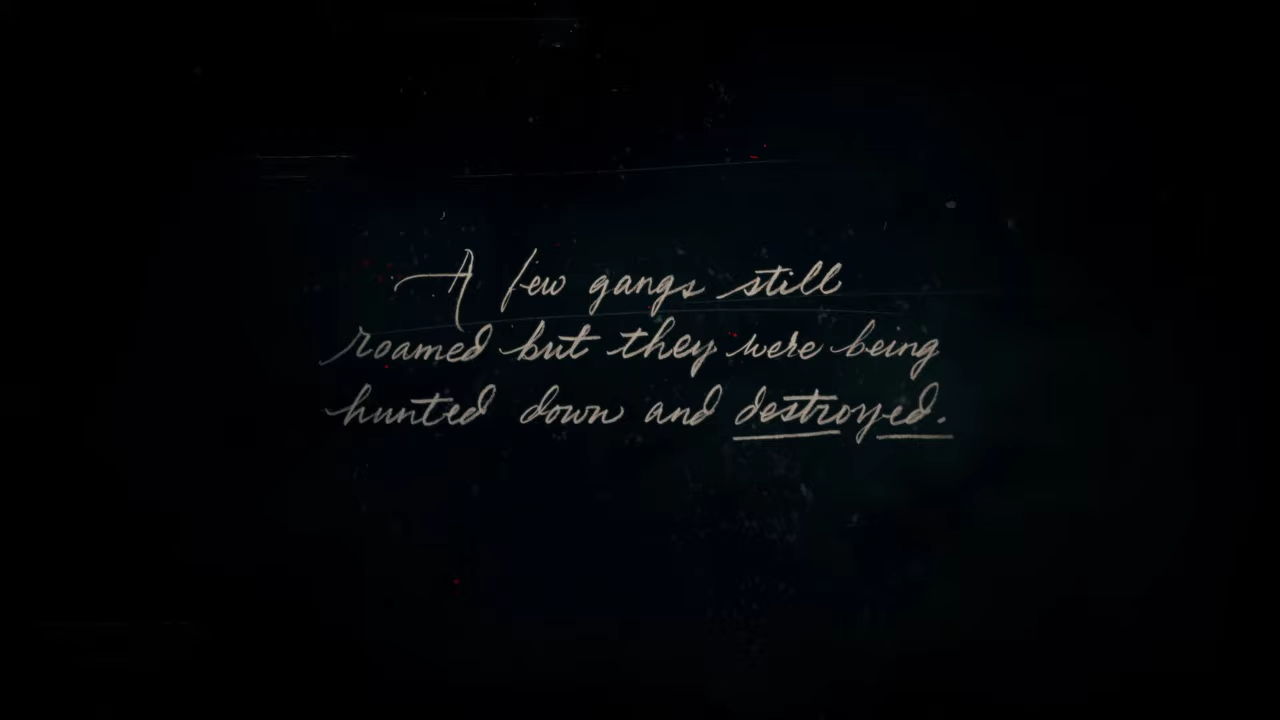 A few gangs still
roamed but they were being
hunted down and destroyed.